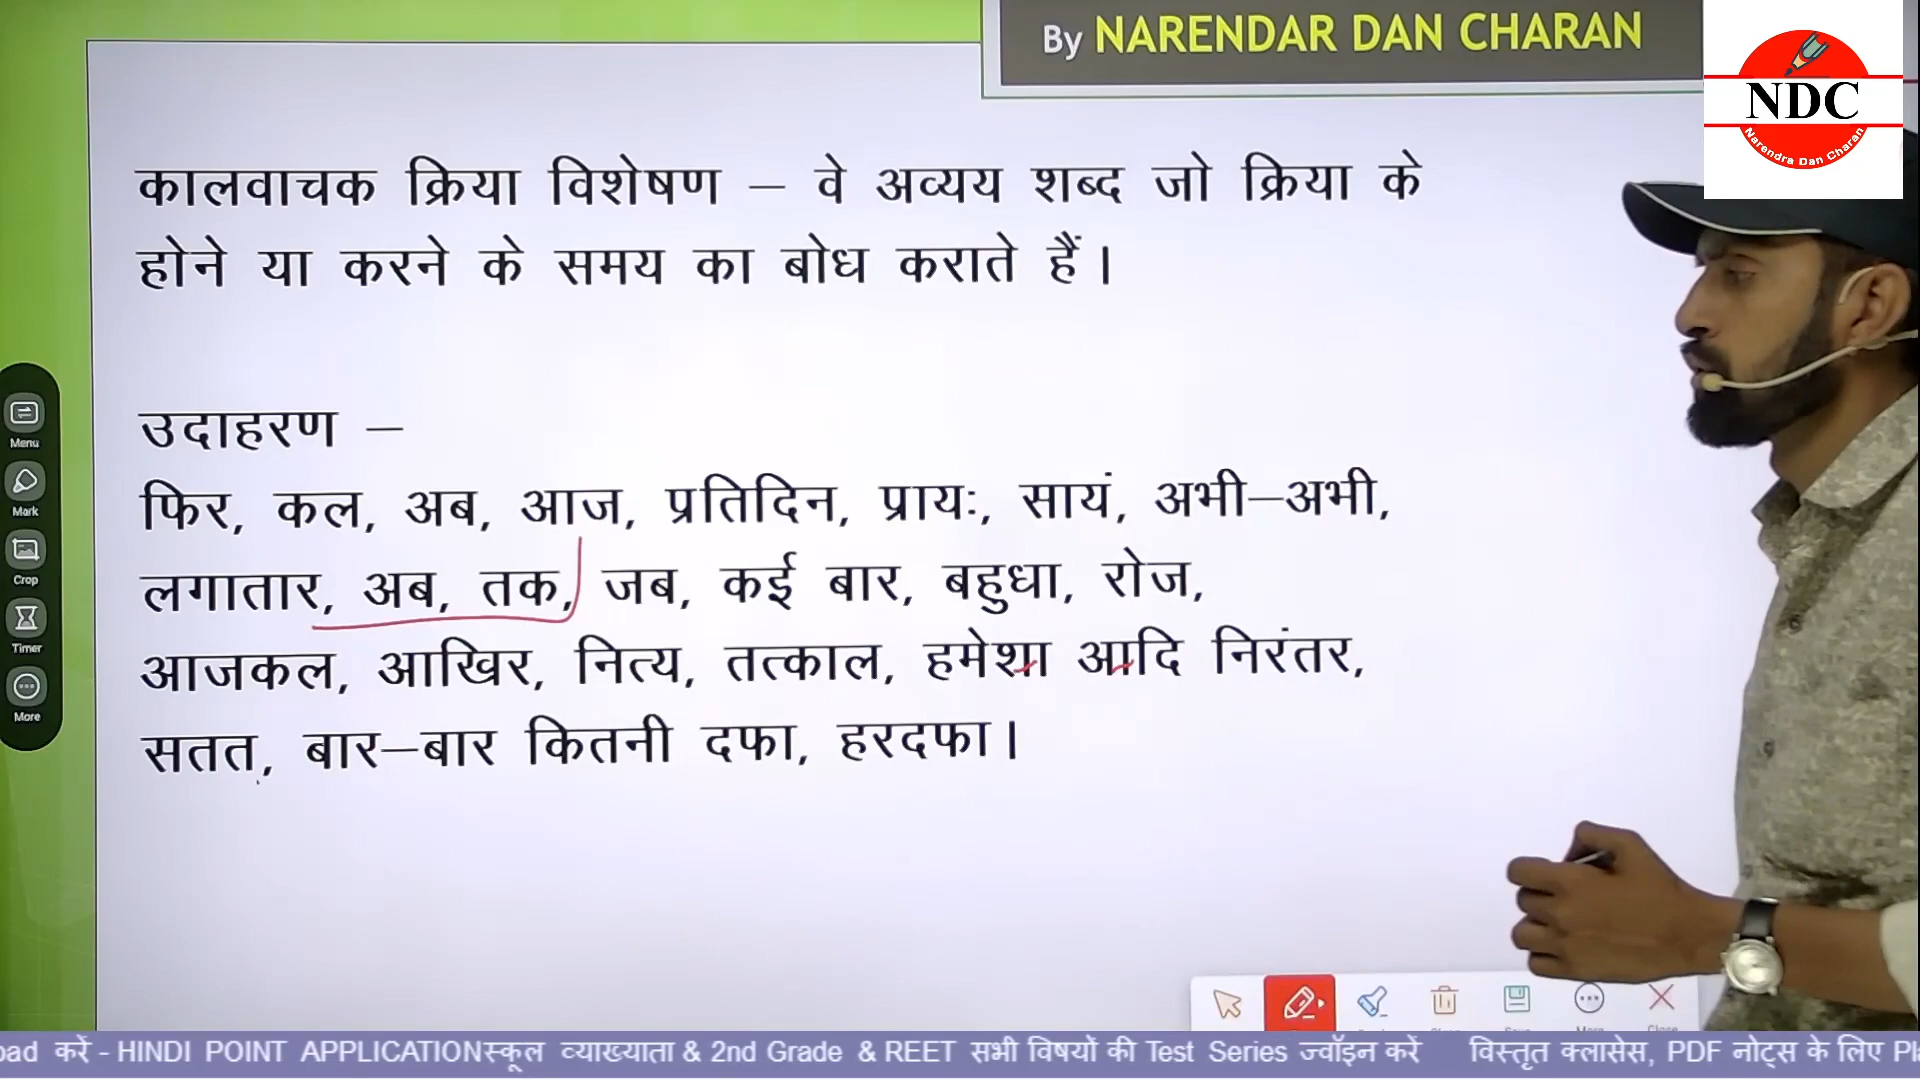 By NARENDAR DAN CHARAN
NDC
Narendra Dan Charan
कालवाचक क्रिया विशेषण – वे अव्यय शब्द जो क्रिया के
होने या करने के समय का बोध कराते हैं।
उदाहरण –
फिर, कल, अब, आज, प्रतिदिन, प्रायः, सायं, अभी–अभी,
लगातार, अब, तक, जब, कई बार, बहुधा, रोज,
आजकल, आखिर, नित्य, तत्काल, हमेशा आदि निरंतर,
सतत, बार–बार कितनी दफा, हरदफा।
Menu
Mark
Crop
Timer
More
करें - HINDI POINT APPLICATIONस्कूल व्याख्याता & 2nd Grade & REET सभी विषयों की Test Series ज्वॉइन करें विस्तृत क्लासेस, PDF नोट्स के लिए